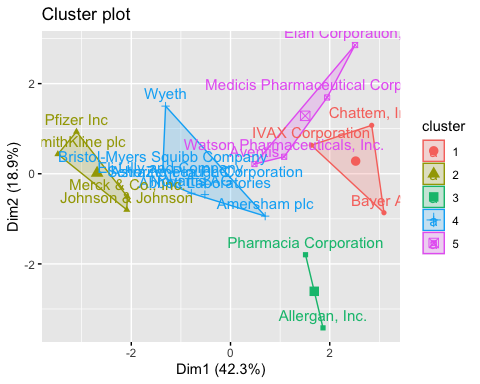 Cluster plot
Elan Corporation,
Medicis Pharmaceutical Corp
Wyeth
Chattem, I
Pfizer Inc
IVAX Corporation
Watson Pharmaceuticals, Inc.
mithkline plc
Aventis
Bristol-Myers Squibb Company
Corporation
Merck & Co., Inc.
Laboratories
Johnson & Johnson
Bayer A
Amersham plc
Pharmacia Corporation
Allergan, Inc.
2
0
-2
-2
0
2
Dim1 (42.3%)
Dim2 (18.9%)
cluster
1
2
3
4
5